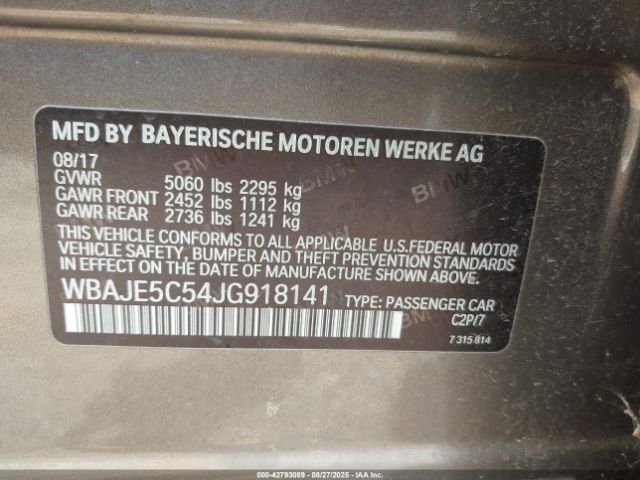 MFD BY BAYERISCHE MOTOREN WERKE AG
08/17
GVWR 5060 lbs 2295 kg
GAWR FRONT 2452 lbs 1112 kg
GAWR REAR 2736 lbs 1241 kg
THIS VEHICLE CONFORMS TO ALL APPLICABLE U.S.FEDERAL MOTOR
VEHICLE SAFETY, BUMPER AND THEFT PREVENTION STANDARDS
IN EFFECT ON THE DATE OF MANUFACTURE SHOWN ABOVE.
WBAJE5C54JG918141 TYPE: PASSENGER CAR
C2P/7
7 315 814
000-42793089 - 08/27/2025 - IAAI.CA